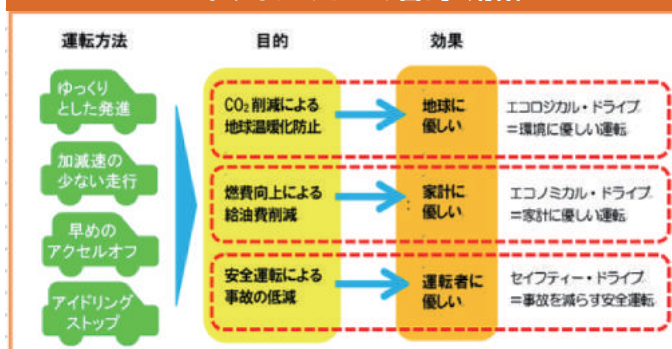 運転方法
目的
効果
ゆっくり
とした発進
加減速の
少ない走行
早めの
アクセルオフ
アイドリング
ストップ
CO₂削減による
地球温暖化防止
地球に
優しい
エコロジカル・ドライブ
=環境に優しい運転
燃費向上による
給油費削減
家計に
優しい
エコノミカル・ドライブ
=家計に優しい運転
安全運転による
事故の低減
運転者に
優しい
セイフティー・ドライブ
=事故を減らす安全運転